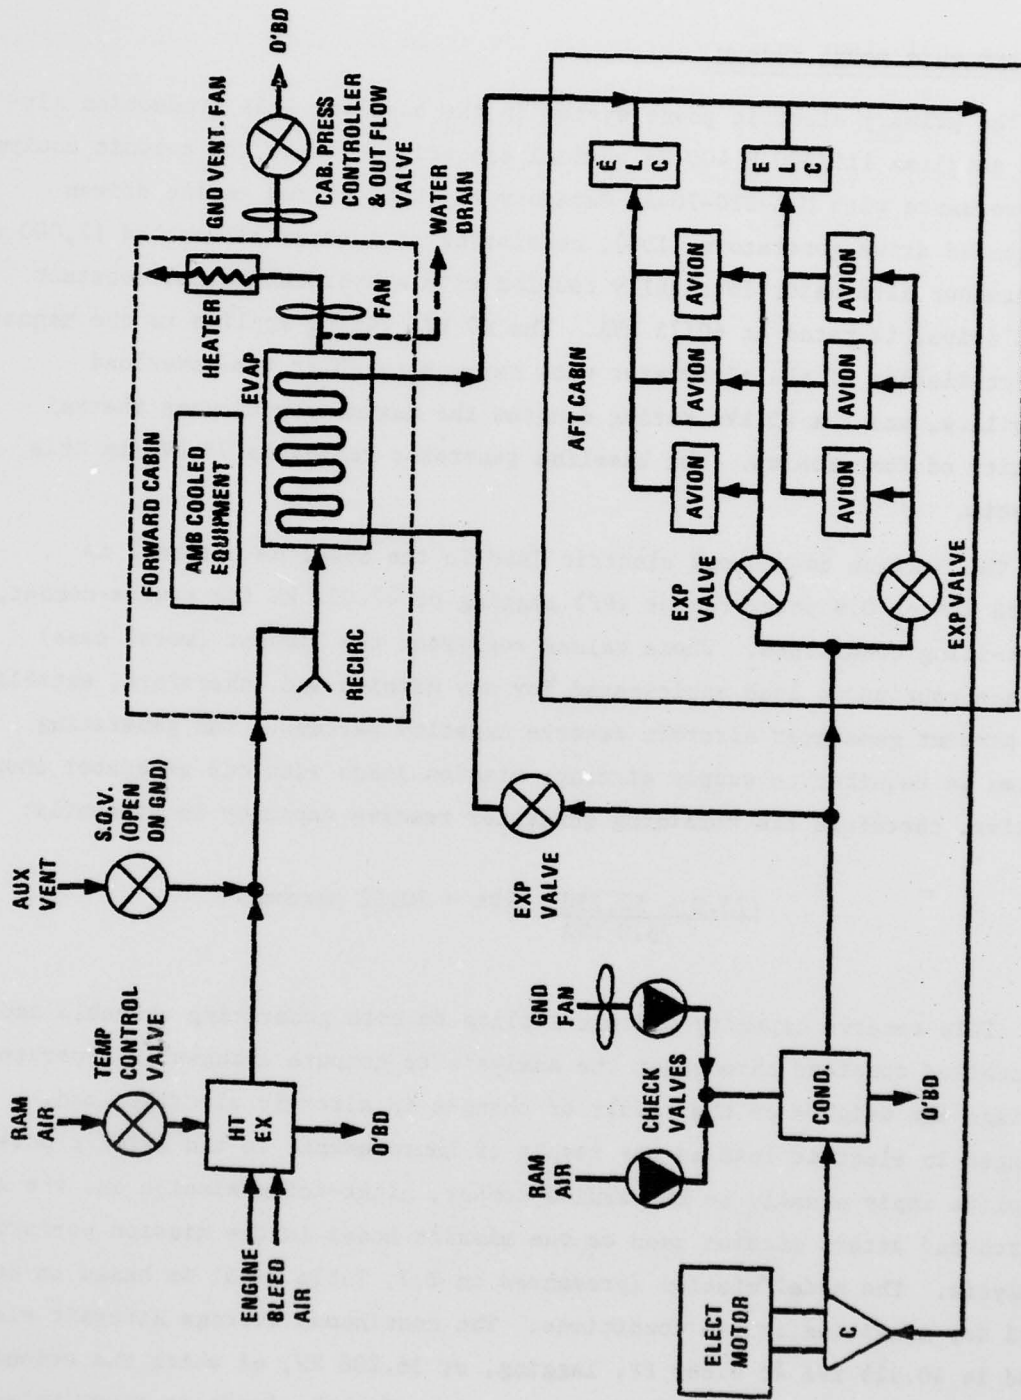 RAM
AIR
TEMP
CONTROL
VALVE
AUX
VENT
S.O.V.
(OPEN
ON GND)
ENGINE
BLEED
AIR
HT
EX
O'BD
FORWARD CABIN
AMB COOLED
EQUIPMENT
HEATER
EVAP
FAN
RECIRC
GND VENT. FAN
O'BD
CAB. PRESS
CONTROLLER
& OUT FLOW
VALVE
WATER
DRAIN
EXP
VALVE
RAM
AIR
CHECK
VALVES
GND
FAN
COND.
O'BD
ELECT
MOTOR
C
AFT CABIN
EXP
VALVE
AVION
AVION
AVION
ELC
AVION
AVION
AVION
ELC
EXP VALVE